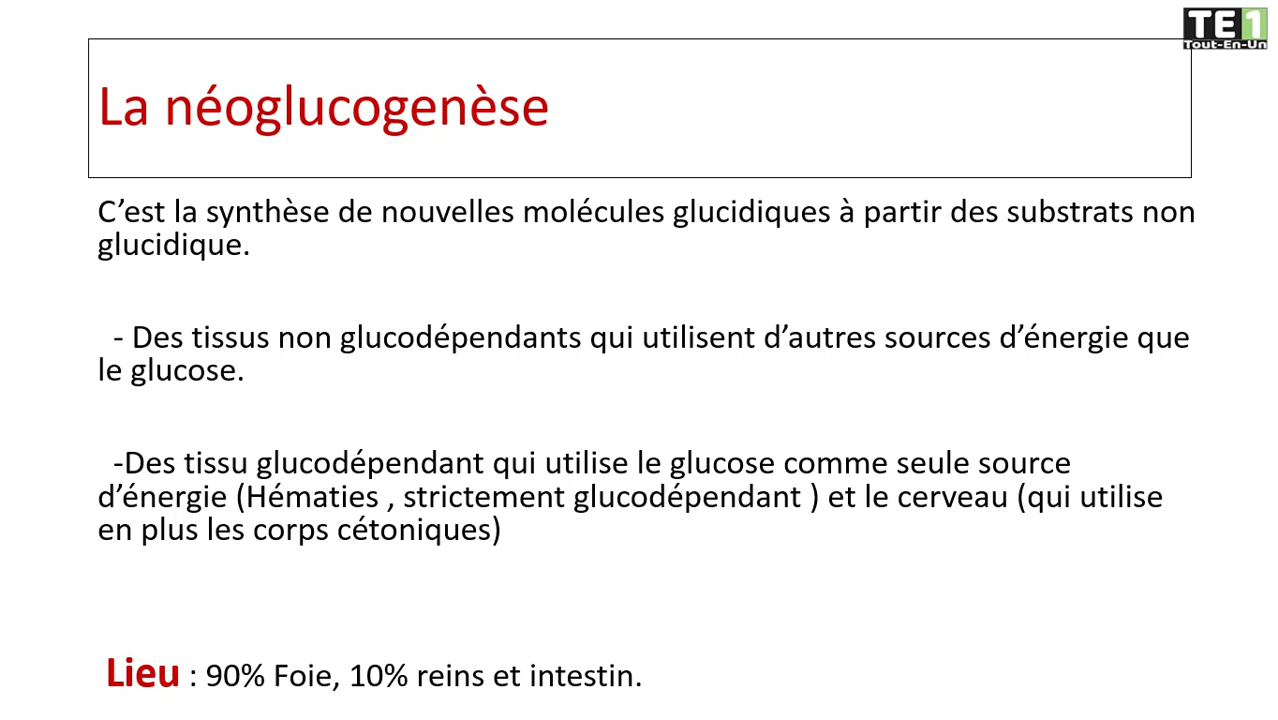 TE1
Tout-En-Un
La néoglucogenèse
C’est la synthèse de nouvelles molécules glucidiques à partir des substrats non
glucidique.
- Des tissus non glucodépendants qui utilisent d’autres sources d’énergie que
le glucose.
-Des tissu glucodépendant qui utilise le glucose comme seule source
d’énergie (Hématies , strictement glucodépendant ) et le cerveau (qui utilise
en plus les corps cétoniques)
Lieu : 90% Foie, 10% reins et intestin.